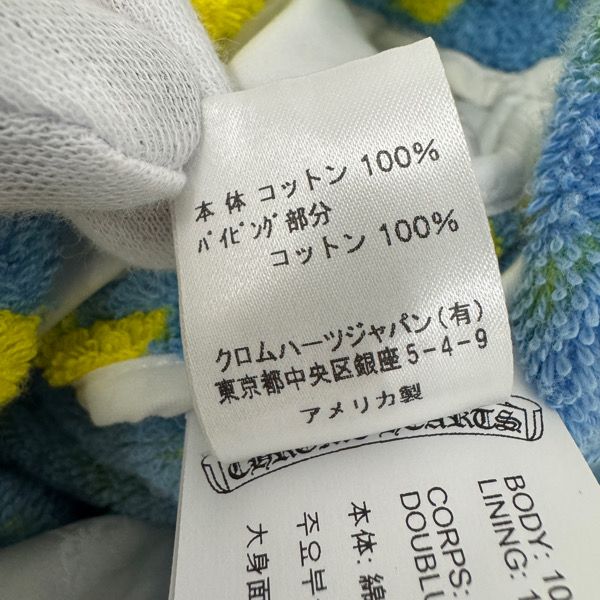 本体 コットン 100%
パイピング部分
コットン 100%
クロムハーツジャパン(有)
東京都中央区銀座5-4-9
アメリカ製
CHROME HEARTS
BODY: 10
LINING: 1
CORPS:
DOUBLU
本体: 綿
주요부
大身面